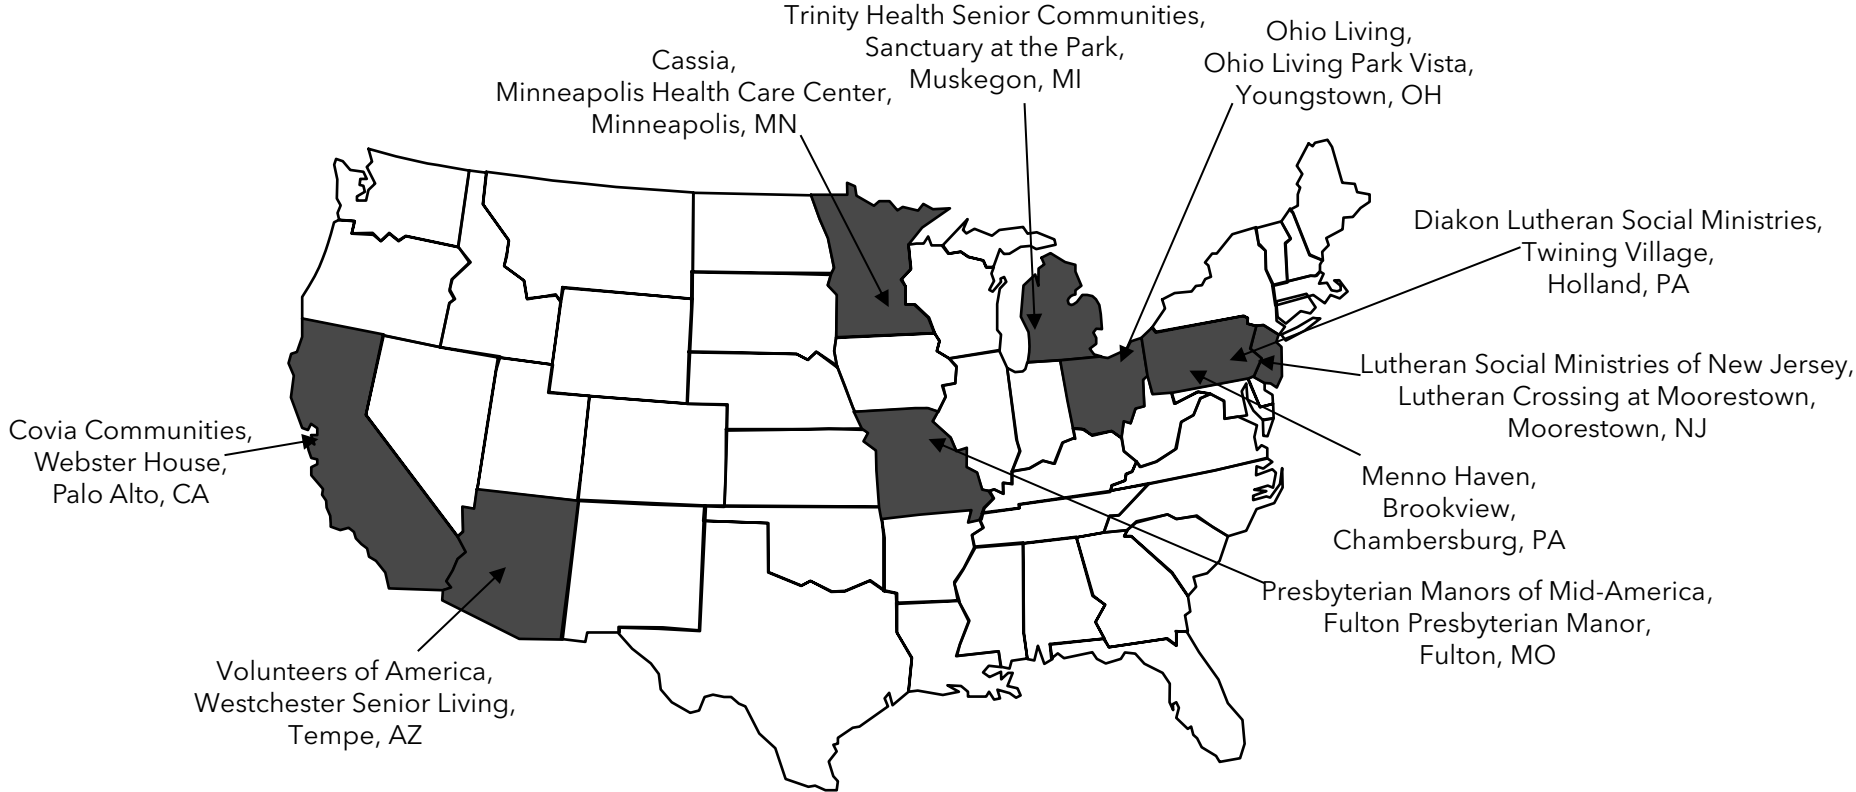 Trinity Health Senior Communities,
Sanctuary at the Park,
Muskegon, MI
Ohio Living,
Ohio Living Park Vista,
Youngstown, OH
Cassia,
Minneapolis Health Care Center,
Minneapolis, MN
Diakon Lutheran Social Ministries,
Twining Village,
Holland, PA
Lutheran Social Ministries of New Jersey,
Lutheran Crossing at Moorestown,
Moorestown, NJ
Covia Communities,
Webster House,
Palo Alto, CA
Menno Haven,
Brookview,
Chambersburg, PA
Presbyterian Manors of Mid-America,
Fulton Presbyterian Manor,
Fulton, MO
Volunteers of America,
Westchester Senior Living,
Tempe, AZ